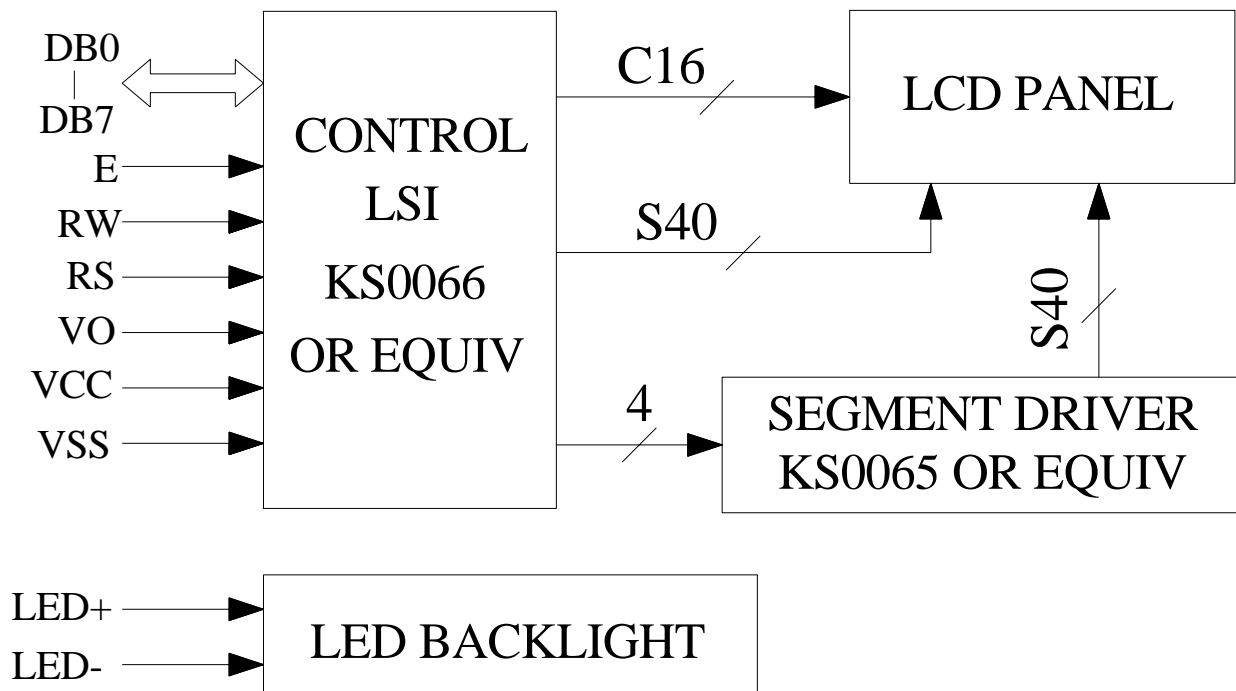 DB0
DB7
E
RW
RS
VO
VCC
VSS
CONTROL
LSI
KS0066
OR EQUIV
C16
S40
4
LCD PANEL
S40
SEGMENT DRIVER
KS0065 OR EQUIV
LED+
LED-
LED BACKLIGHT